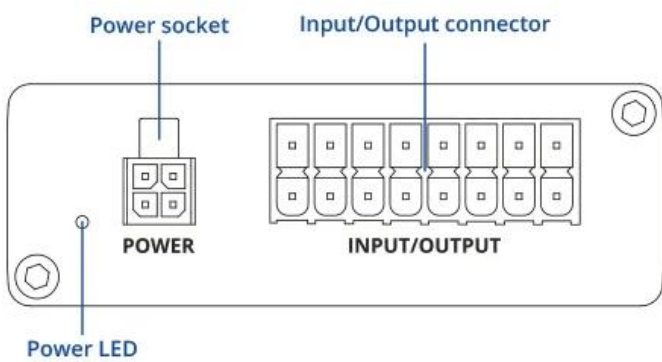 Power socket
Input/Output connector
POWER
INPUT/OUTPUT
Power LED